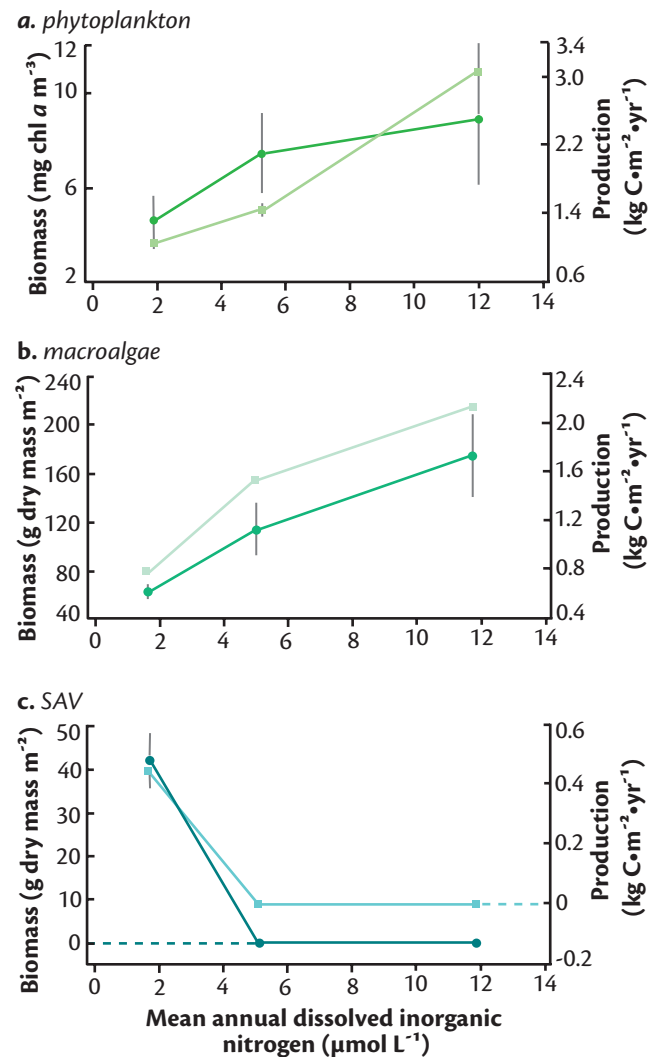 a. phytoplankton
Biomass (mg chl a m⁻³)
12
10
6
2
3.4
3.0
2.2
1.4
0.6
Production
(kg C•m⁻²•yr⁻¹)
0 2 4 6 8 10 12 14
b. macroalgae
Biomass (g dry mass m⁻²)
240
200
160
120
80
40
2.4
2.0
1.6
1.2
0.8
0.4
Production
(kg C•m⁻²•yr⁻¹)
0 2 4 6 8 10 12 14
c. SAV
Biomass (g dry mass m⁻²)
50
40
30
20
10
0
0.6
0.4
0.2
0
-0.2
Production
(kg C•m⁻²•yr⁻¹)
0 2 4 6 8 10 12 14
Mean annual dissolved inorganic
nitrogen (µmol L⁻¹)